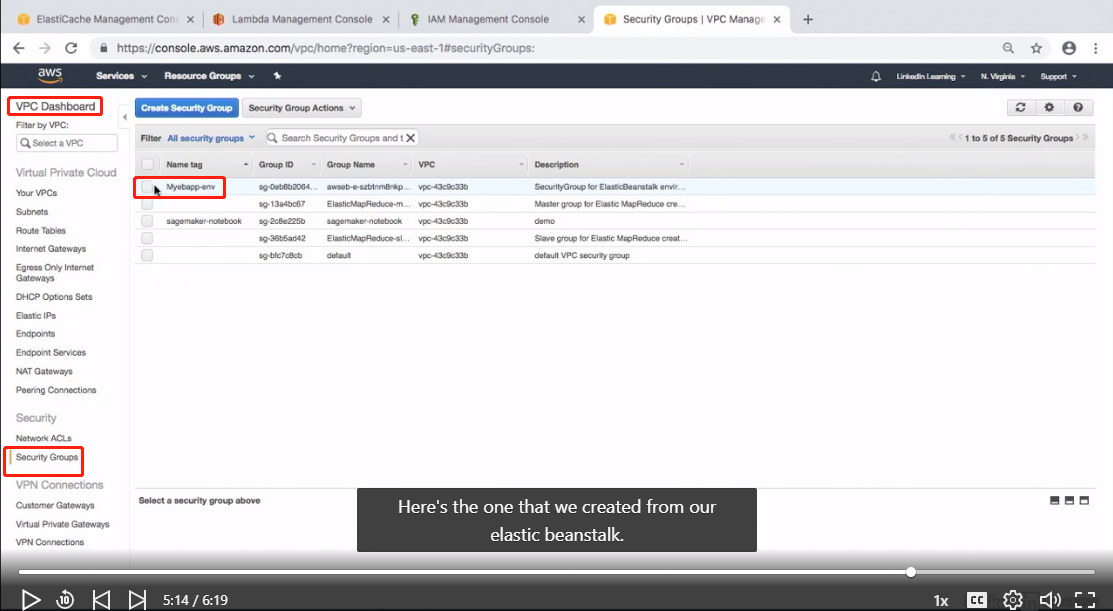 ElastiCache Management Con
Lambda Management Console
IAM Management Console
Security Groups | VPC Manage
https://console.aws.amazon.com/vpc/home?region=us-east-1#securityGroups:
aws
Services
Resource Groups
LinkedIn Learning
N. Virginia
Support
VPC Dashboard
Filter by VPC:
Select a VPC
Virtual Private Cloud
Your VPCs
Subnets
Route Tables
Internet Gateways
Egress Only Internet
Gateways
DHCP Options Sets
Elastic IPs
Endpoints
Endpoint Services
NAT Gateways
Peering Connections
Security
Network ACLs
Security Groups
VPN Connections
Customer Gateways
Virtual Private Gateways
VPN Connections
Create Security Group
Security Group Actions
Filter All security groups
Search Security Groups and t
1 to 5 of 5 Security Groups
Name tag Group ID Group Name VPC Description
Myebapp-env sg-0eb8b2064... awseb-e-szbtnm8nkp... vpc-43c9c33b SecurityGroup for ElasticBeanstalk envir...
sg-13a4bc67 ElasticMapReduce-m... vpc-43c9c33b Master group for Elastic MapReduce cre...
sagemaker-notebook sg-2c8e225b sagemaker-notebook vpc-43c9c33b demo
sg-36b5ad42 ElasticMapReduce-sl... vpc-43c9c33b Slave group for Elastic MapReduce creat...
sg-bfc7c8cb default vpc-43c9c33b default VPC security group
Select a security group above
Here's the one that we created from our
elastic beanstalk.
10
5:14 / 6:19
1x
CC